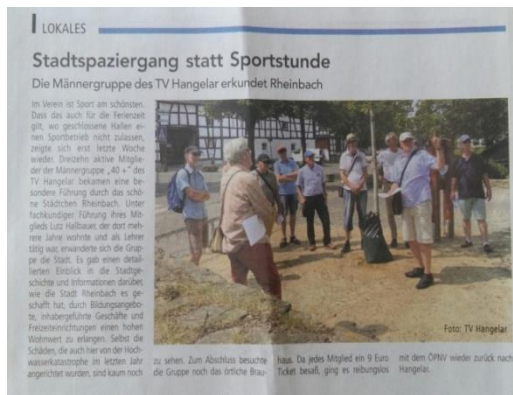 LOKALES
Stadtspaziergang statt Sportstunde
Die Männergruppe des TV Hangelar erkundet Rheinbach
Im Verein ist Sport am schönsten.
Dass das auch für die Ferienzeit
gilt, wo geschlossene Hallen ei-
nen Sportbetrieb nicht zulassen,
zeigte sich erst letzte Woche
wieder. Dreizehn aktive Mitglie-
der der Männergruppe „40 +" des
TV Hangelar bekamen eine be-
sondere Führung durch das schö-
ne Städtchen Rheinbach. Unter
fachkundiger Führung ihres Mit-
glieds Lutz Hallbauer, der dort meh-
rere Jahre wohnte und als Lehrer
tätig war, erwanderte sich die Grup-
pe die Stadt. Es gab einen detail-
lierten Einblick in die Stadtge-
schichte und Informationen darüber,
wie die Stadt Rheinbach es ge-
schafft hat, durch Bildungsangebo-
te, inhabergeführte Geschäfte und
Freizeiteinrichtungen einen hohen
Wohnwert zu erlangen. Selbst die
Schäden, die auch hier von der Hoch-
wasserkatastrophe im letzten Jahr
angerichtet wurden, sind kaum noch
Foto: TV Hangelar
zu sehen. Zum Abschluss besuchte
die Gruppe noch das örtliche Brau-
haus. Da jedes Mitglied ein 9 Euro
Ticket besaß, ging es reibungslos
mit dem ÖPNV wieder zurück nach
Hangelar.